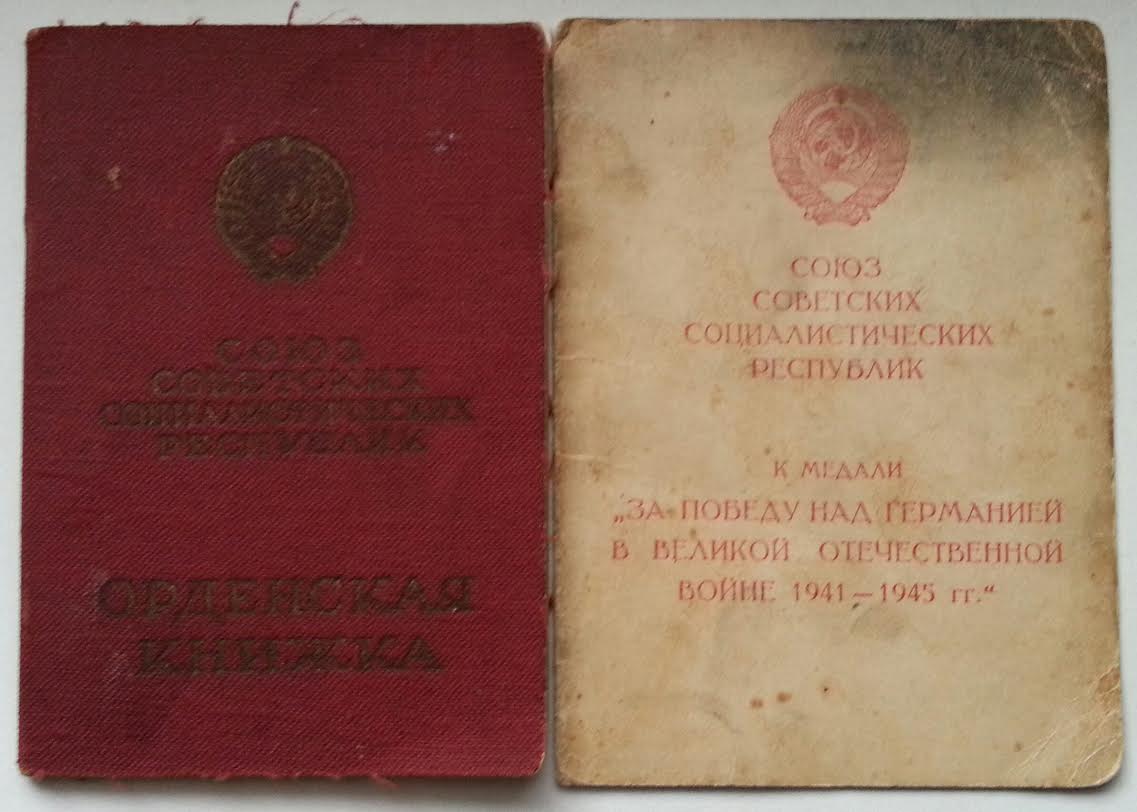 СОЮЗ
СОВЕТСКИХ
СОЦИАЛИСТИЧЕСКИХ
РЕСПУБЛИК
ОРДЕНСКАЯ
КНИЖКА
СОЮЗ
СОВЕТСКИХ
СОЦИАЛИСТИЧЕСКИХ
РЕСПУБЛИК
К МЕДАЛИ
„ЗА ПОБЕДУ НАД ГЕРМАНИЕЙ
В ВЕЛИКОЙ ОТЕЧЕСТВЕННОЙ
ВОЙНЕ 1941—1945 гг.“